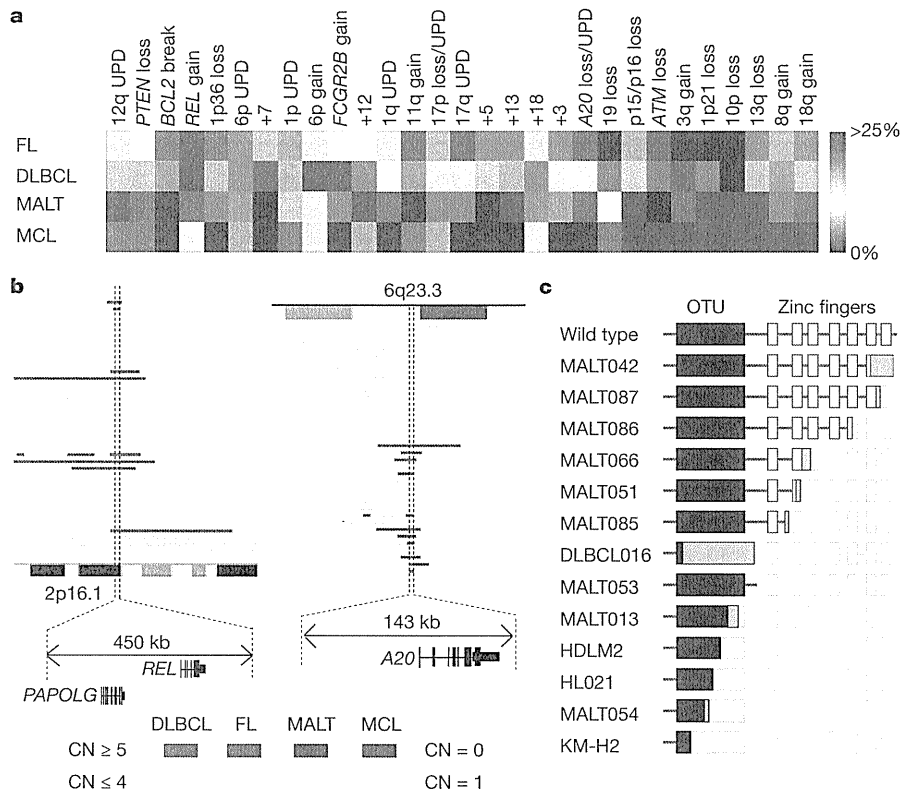 a
12q UPD
PTEN loss
BCL2 break
REL gain
1p36 loss
6p UPD
+7
1p UPD
6p gain
FCGR2B gain
+12
1q UPD
11q gain
17p loss/UPD
17q UPD
+5
+13
+18
+3
A20 loss/UPD
19 loss
p15/p16 loss
ATM loss
3q gain
1p21 loss
10p loss
13q loss
8q gain
18q gain
FL
DLBCL
MALT
MCL
>25%
0%
b
6q23.3
2p16.1
450 kb
REL
PAPOLG
143 kb
A20
DLBCL FL MALT MCL
CN ≥ 5 CN = 0
CN ≤ 4 CN = 1
c
OTU Zinc fingers
Wild type
MALT042
MALT087
MALT086
MALT066
MALT051
MALT085
DLBCL016
MALT053
MALT013
HDLM2
HL021
MALT054
KM-H2